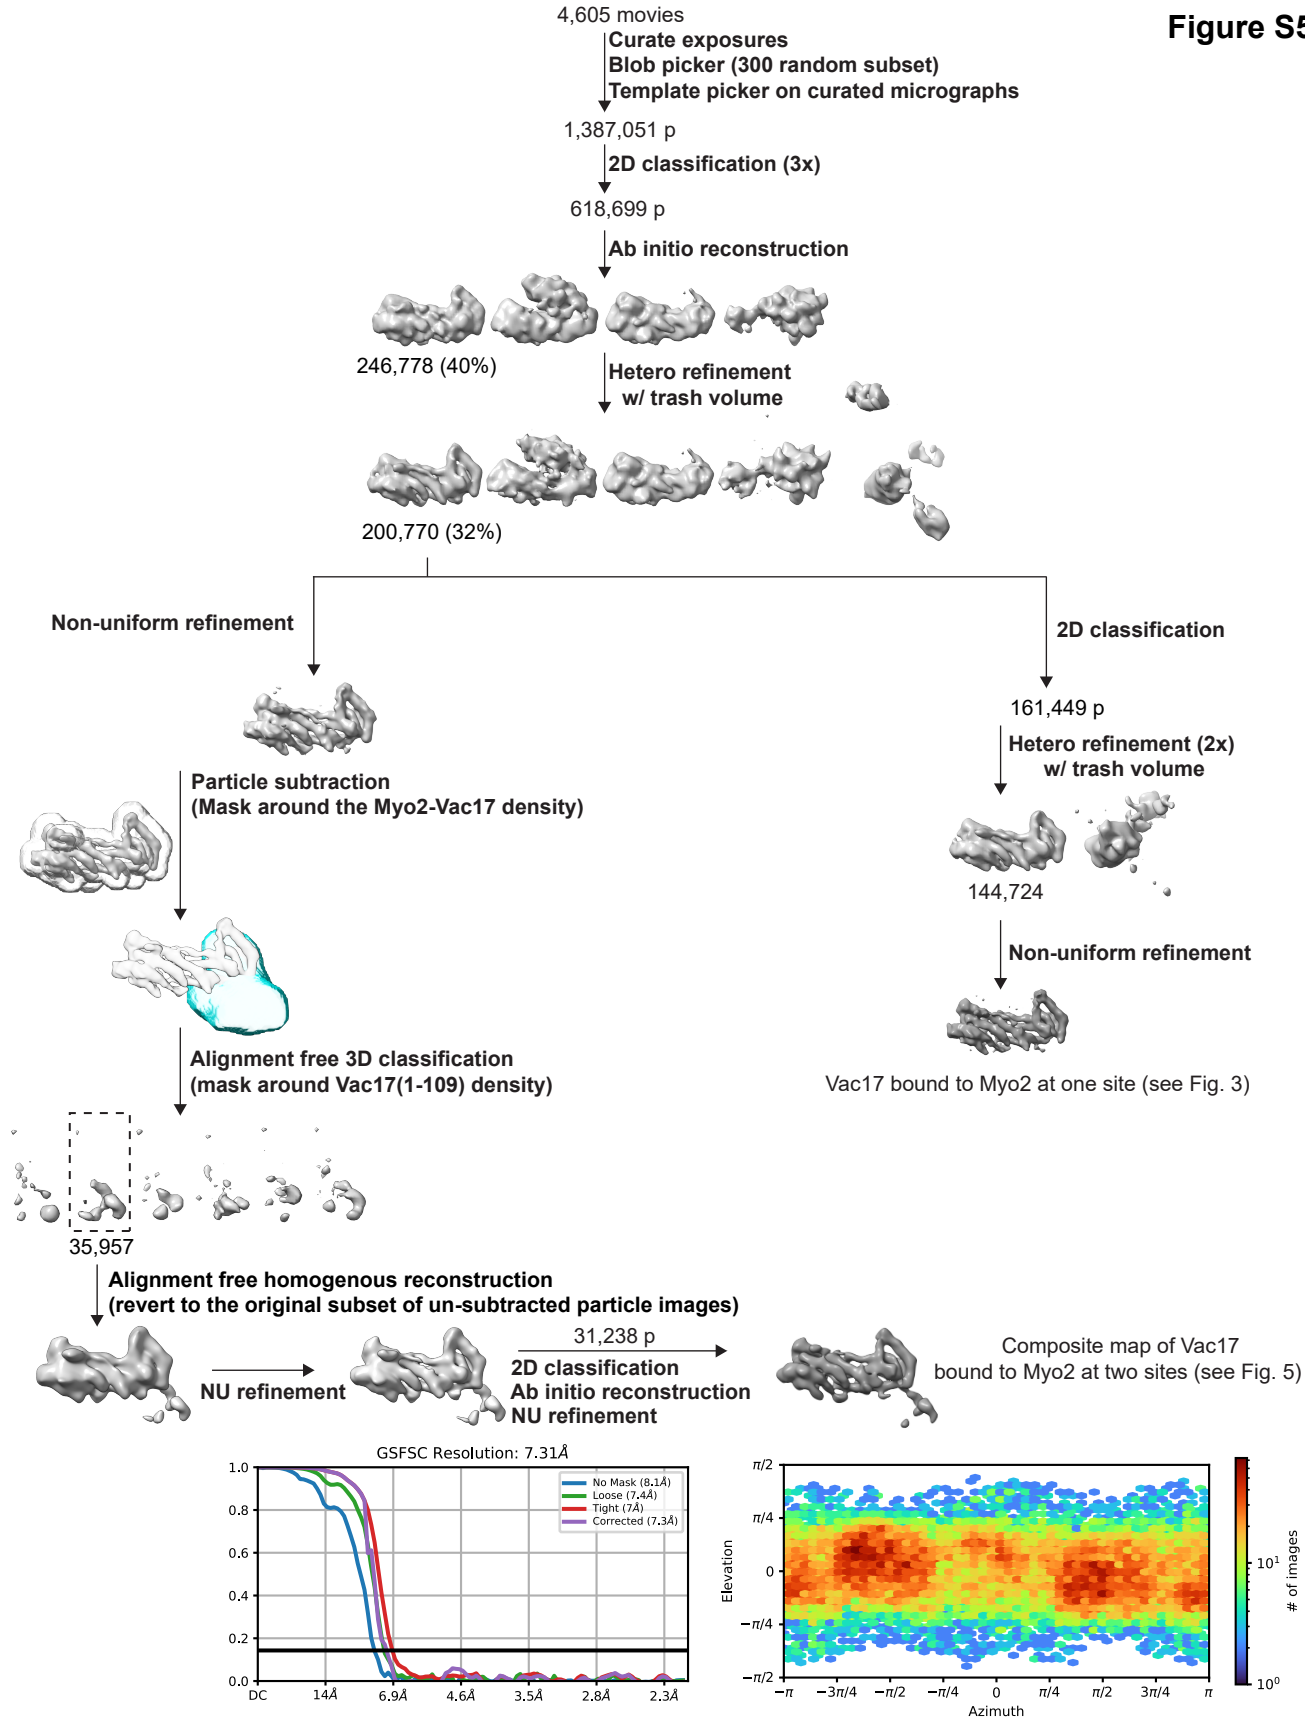 Figure S5
4,605 movies
Curate exposures
Blob picker (300 random subset)
Template picker on curated micrographs
1,387,051 p
2D classification (3x)
618,699 p
Ab initio reconstruction
246,778 (40%)
Hetero refinement
w/ trash volume
200,770 (32%)
Non-uniform refinement
2D classification
161,449 p
Hetero refinement (2x)
w/ trash volume
Particle subtraction
(Mask around the Myo2-Vac17 density)
144,724
Non-uniform refinement
Vac17 bound to Myo2 at one site (see Fig. 3)
Alignment free 3D classification
(mask around Vac17(1-109) density)
35,957
Alignment free homogenous reconstruction
(revert to the original subset of un-subtracted particle images)
NU refinement
31,238 p
2D classification
Ab initio reconstruction
NU refinement
Composite map of Vac17
bound to Myo2 at two sites (see Fig. 5)
GSFSC Resolution: 7.31Å
1.0
0.8
0.6
0.4
0.2
0.0
No Mask (8.1Å)
Loose (7.4Å)
Tight (7Å)
Corrected (7.3Å)
DC
14Å
6.9Å
4.6Å
3.5Å
2.8Å
2.3Å
Elevation
π/2
π/4
0
−π/4
−π/2
−π
−3π/4
−π/2
−π/4
0
π/4
π/2
3π/4
π
Azimuth
10¹
10⁰
# of images